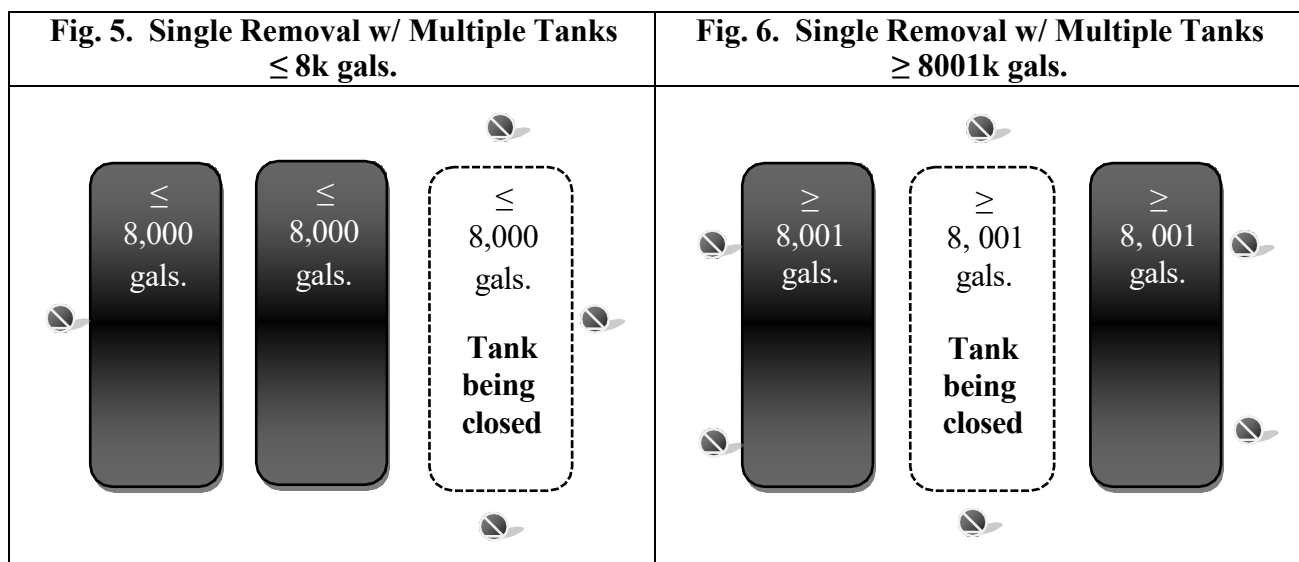 Fig. 5. Single Removal w/ Multiple Tanks
≤ 8k gals.
Fig. 6. Single Removal w/ Multiple Tanks
≥ 8001k gals.
≤
8,000
gals.
≤
8,000
gals.
≤
8,000
gals.
Tank
being
closed
≥
8,001
gals.
≥
8, 001
gals.
Tank
being
closed
≥
8, 001
gals.